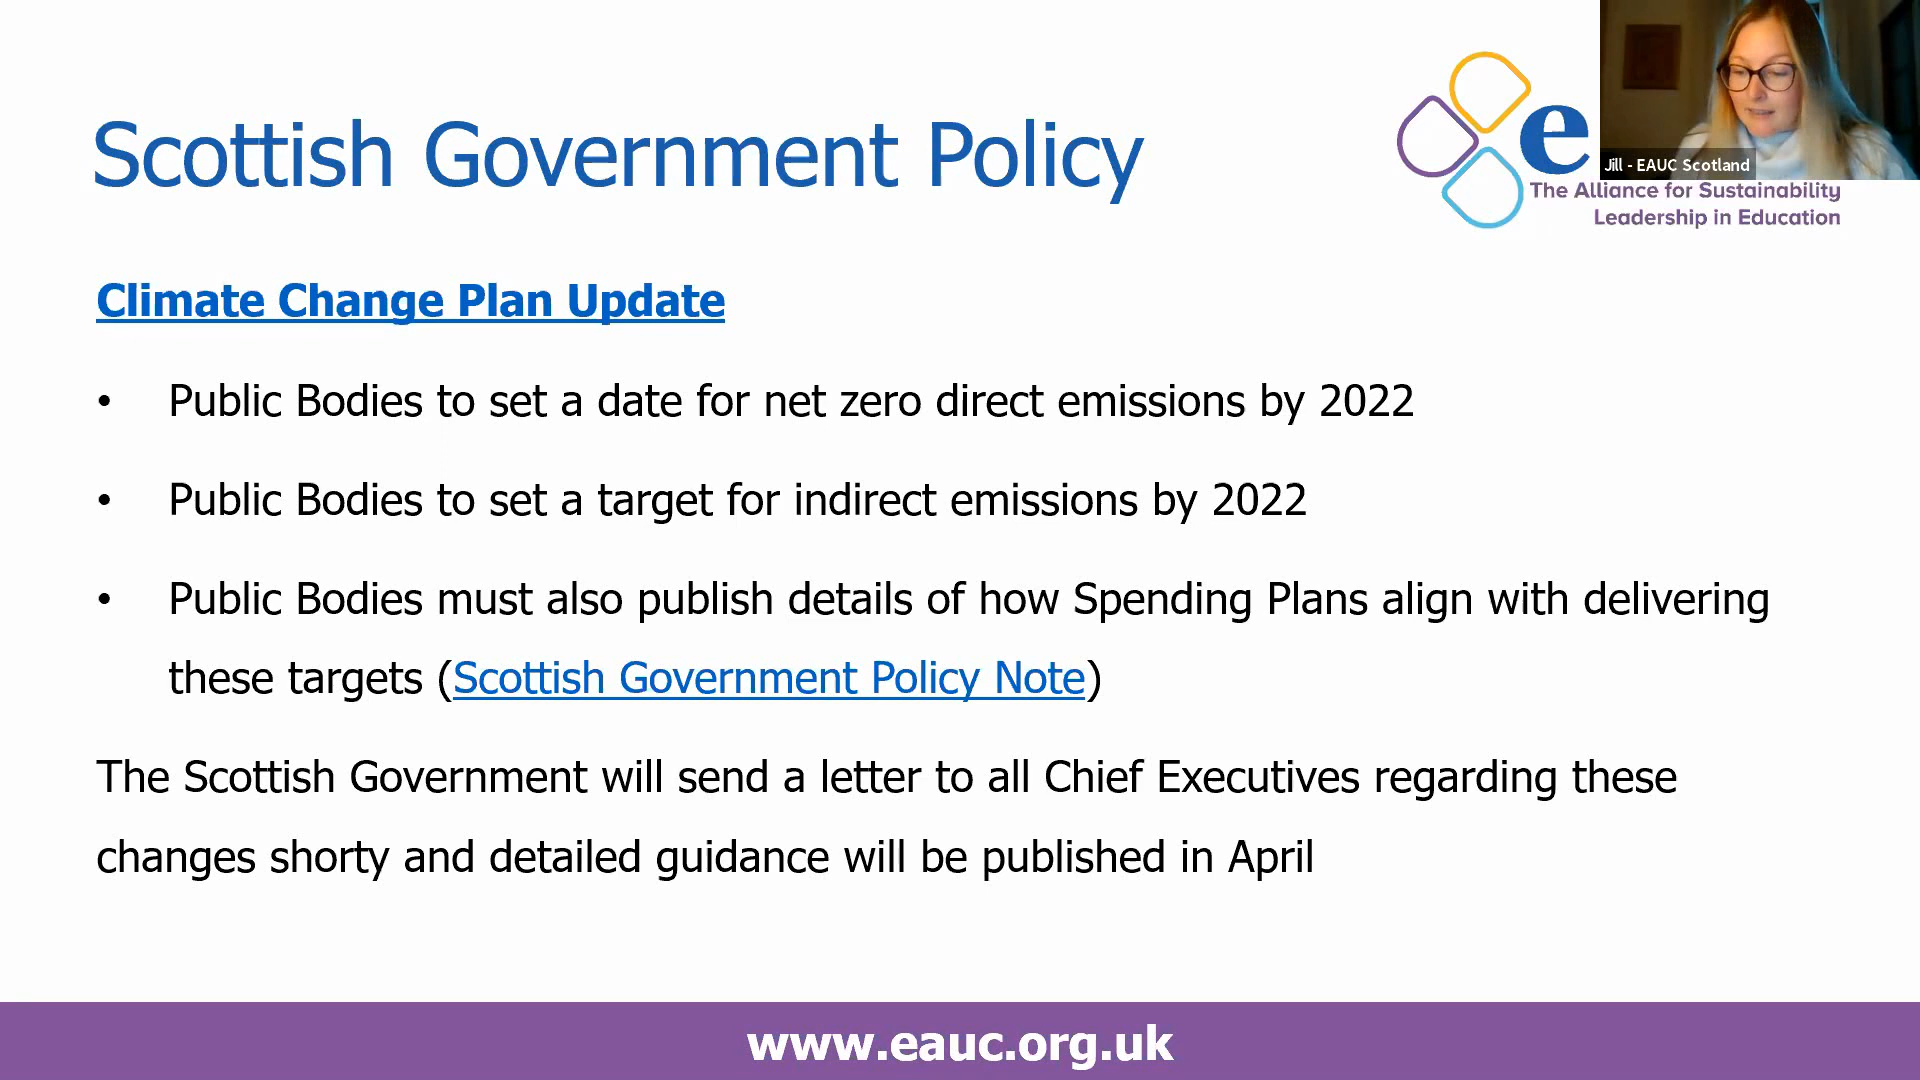 Scottish Government Policy
e
Jill - EAUC Scotland
The Alliance for Sustainability
Leadership in Education
Climate Change Plan Update
• Public Bodies to set a date for net zero direct emissions by 2022
• Public Bodies to set a target for indirect emissions by 2022
• Public Bodies must also publish details of how Spending Plans align with delivering
these targets (Scottish Government Policy Note)
The Scottish Government will send a letter to all Chief Executives regarding these
changes shorty and detailed guidance will be published in April
www.eauc.org.uk